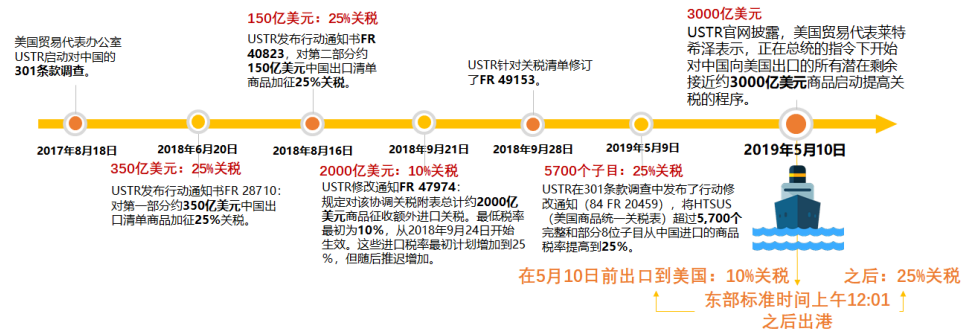 美国贸易代表办公室
USTR启动对中国的
301条款调查。
2017年8月18日
2018年6月20日
350亿美元：25%关税
USTR发布行动通知书FR 28710：
对第一部分约350亿美元中国出
口清单商品加征25%关税。
150亿美元：25%关税
USTR发布行动通知书FR
40823，对第二部分约
150亿美元中国出口清单
商品加征25%关税。
2018年8月16日
2018年9月21日
2000亿美元：10%关税
USTR修改通知FR 47974：
规定对该协调关税附表总计约2000亿
美元商品征收额外进口关税。最低税率
最初为10%，从2018年9月24日开始
生效。这些进口税率最初计划增加到25
%，但随后推迟增加。
USTR针对关税清单修订
了FR 49153。
2018年9月28日
2019年5月9日
5700个子目：25%关税
USTR在301条款调查中发布了行动修
改通知（84 FR 20459），将HTSUS
（美国商品统一关税表）超过5,700个
完整和部分8位子目从中国进口的商品
税率提高到25%。
3000亿美元
USTR官网披露，美国贸易代表莱特
希泽表示，正在总统的指令下开始
对中国向美国出口的所有潜在剩余
接近约3000亿美元商品启动提高关
税的程序。
2019年5月10日
在5月10日前出口到美国：10%关税
之后：25%关税
东部标准时间上午12:01
之后出港